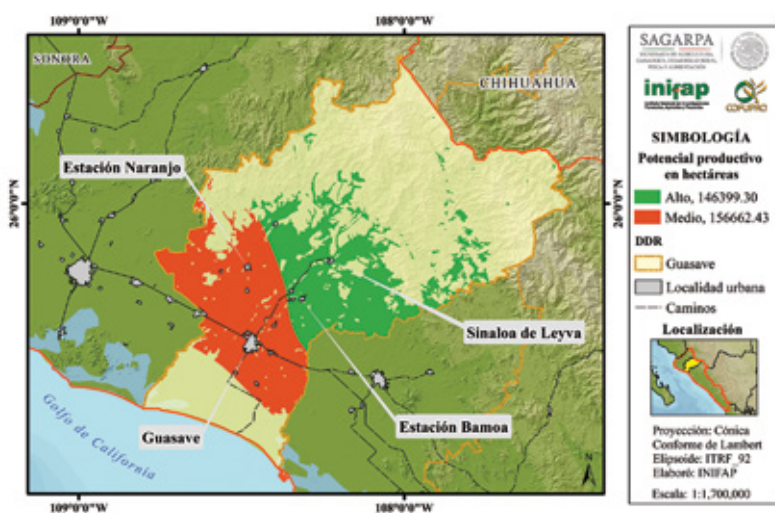 109°0'0"W
108°0'0"W
SONORA
CHIHUAHUA
Estación Naranjo
26°0'0"N
26°0'0"N
Sinaloa de Leyva
Estación Bamoa
Guasave
Golfo de California
109°0'0"W
108°0'0"W
N
SAGARPA
inifap
COFUPRO
SIMBOLOGÍA
Potencial productivo
en hectáreas
Alto, 146399.30
Medio, 156662.43
DDR
Guasave
Localidad urbana
Caminos
Localización
Proyección: Cónica
Conforme de Lambert
Elipsoide: ITRF_92
Elaboró: INIFAP
Escala: 1:1,700,000